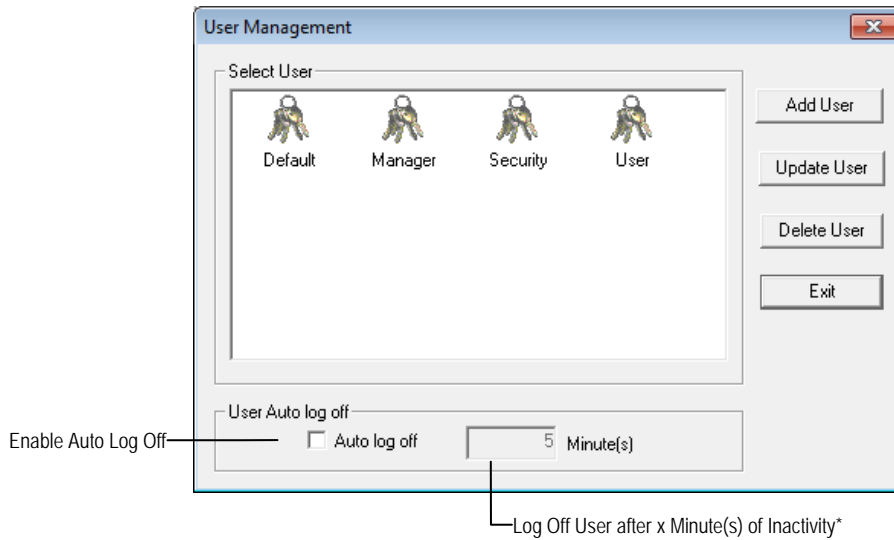 User Management
Select User
Default Manager Security User
Add User
Update User
Delete User
Exit
User Auto log off
Enable Auto Log Off
Auto log off 5 Minute(s)
Log Off User after x Minute(s) of Inactivity*